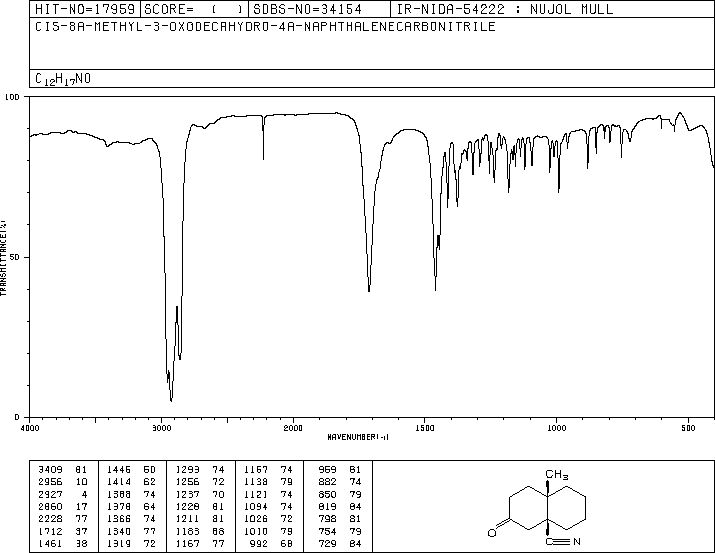 HIT-NO=17959 SCORE= ( ) SDBS-NO=34154 IR-NIDA-54222 : NUJOL MULL
CIS-8A-METHYL-3-OXODECAHYDRO-4A-NAPHTHALENECARBONITRILE
C12H17NO
100
50
0
TRANSMITTANCE(%)
4000 3000 2000 1500 1000 500
WAVENUMBER(-1)
3409 81 1446 50 1293 74 1157 74 959 81
2956 10 1414 62 1256 72 1138 79 882 74
2927 4 1388 74 1237 70 1121 74 850 79
2860 17 1378 64 1228 81 1094 74 819 84
2228 77 1366 74 1211 81 1026 72 798 81
1712 37 1340 77 1183 68 1010 79 754 79
1461 38 1319 72 1167 77 992 68 729 84
CH3
O
C N